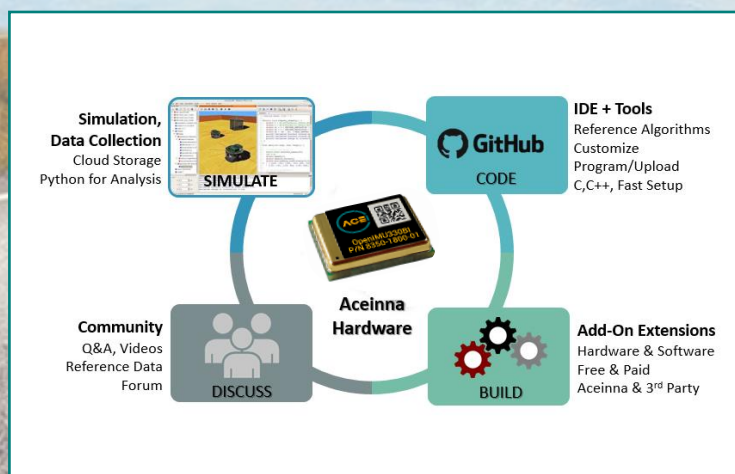 Simulation,
Data Collection
Cloud Storage
Python for Analysis
SIMULATE
GitHub
CODE
IDE + Tools
Reference Algorithms
Customize
Program/Upload
C,C++, Fast Setup
ACE
OpenIMU330BI
P/N 8350-1800-01
Aceinna
Hardware
Community
Q&A, Videos
Reference Data
Forum
DISCUSS
BUILD
Add-On Extensions
Hardware & Software
Free & Paid
Aceinna & 3rd Party